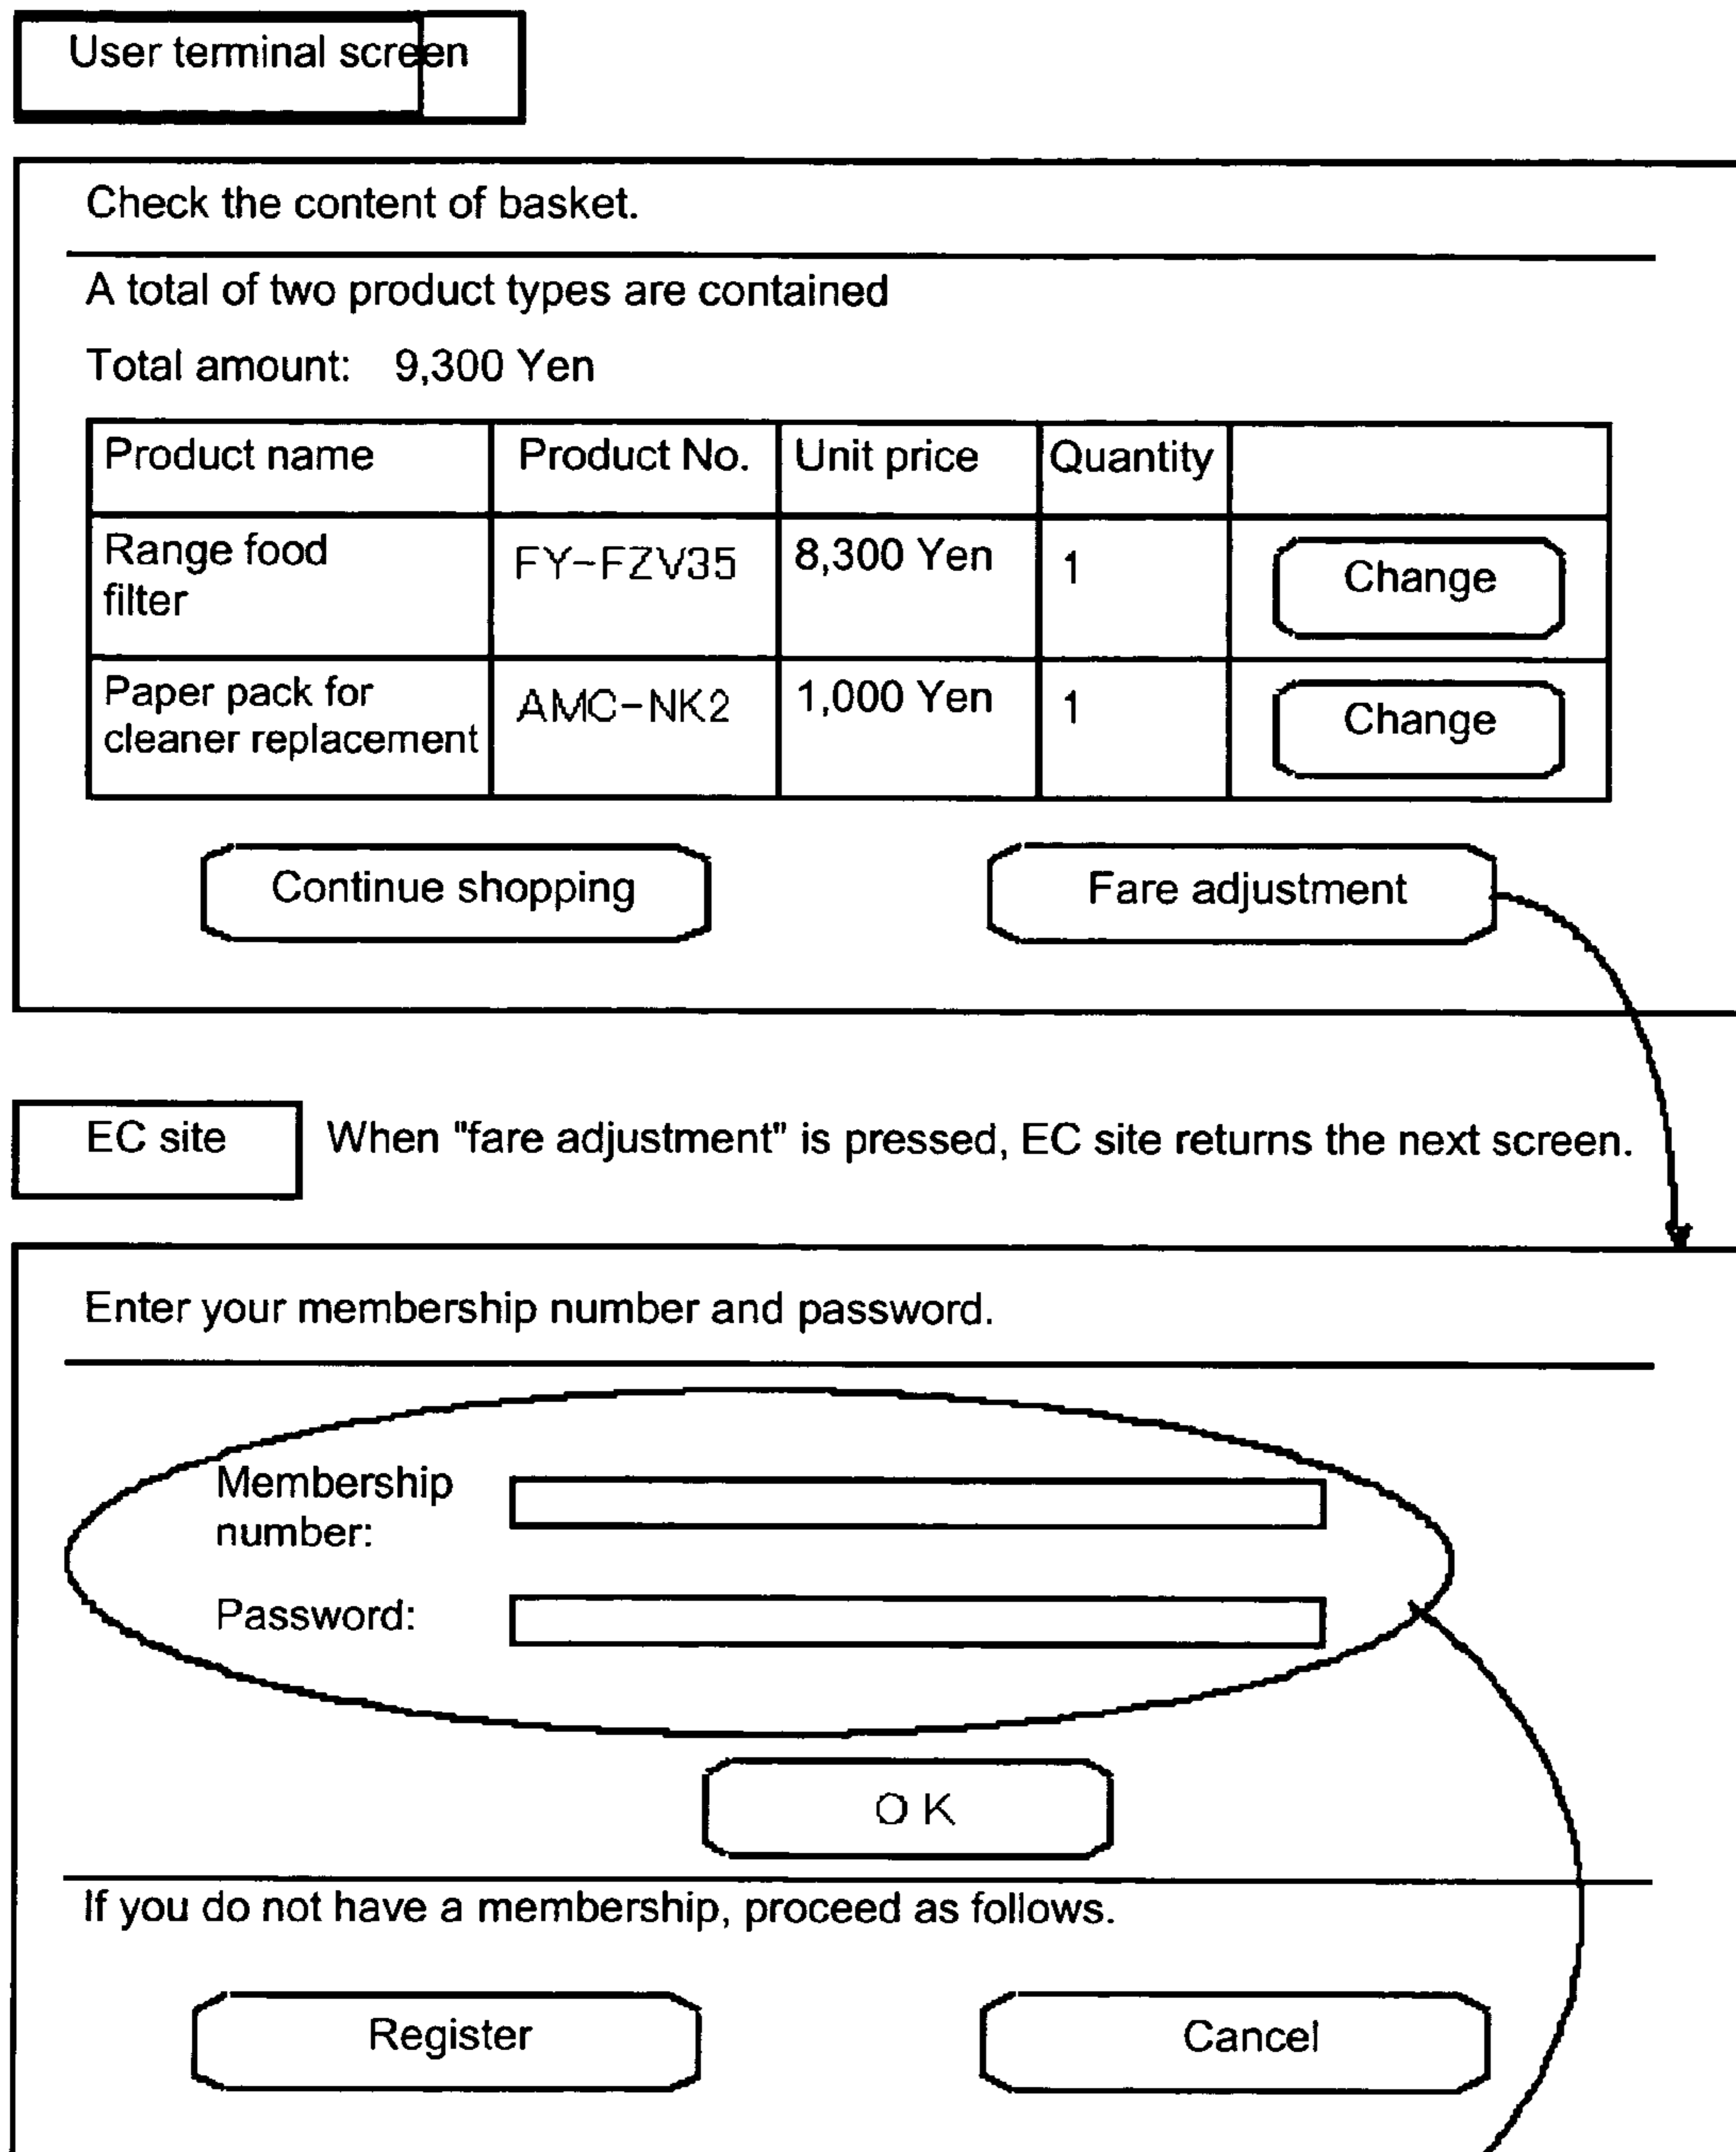 User terminal screen
Check the content of basket.
A total of two product types are contained
Total amount: 9,300 Yen
Product name Product No. Unit price Quantity
Range food
filter
FY-FZV35 8,300 Yen 1 Change
Paper pack for
cleaner replacement
AMC-NK2 1,000 Yen 1 Change
Continue shopping Fare adjustment
EC site When "fare adjustment" is pressed, EC site returns the next screen.
Enter your membership number and password.
Membership
number:
Password:
OK
If you do not have a membership, proceed as follows.
Register Cancel